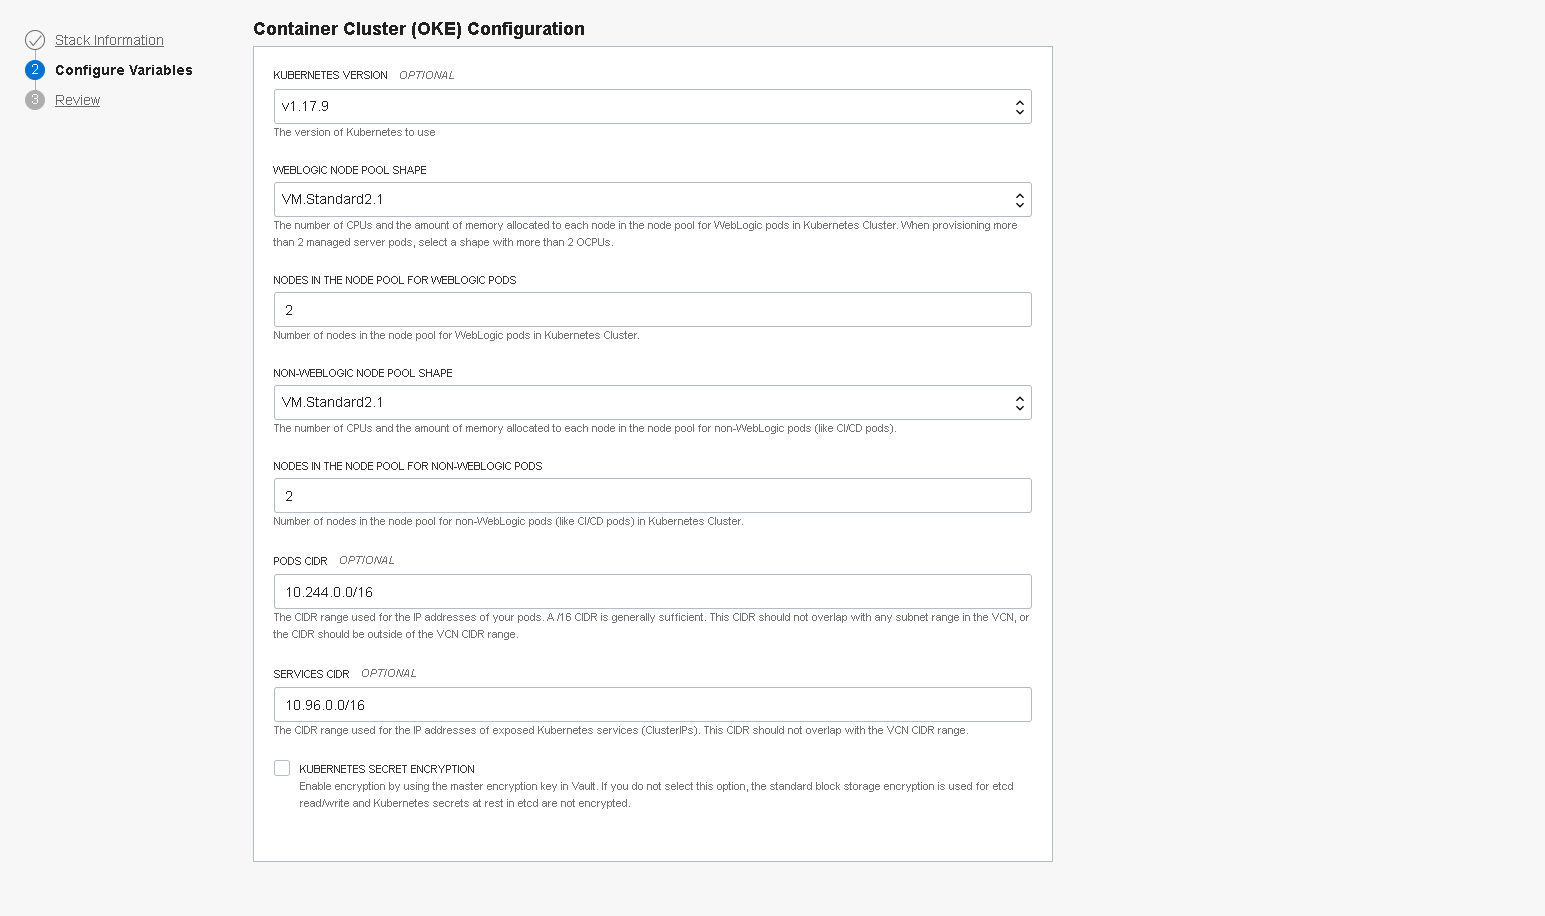 Stack Information
2 Configure Variables
3 Review
Container Cluster (OKE) Configuration
KUBERNETES VERSION OPTIONAL
v1.17.9
The version of Kubernetes to use
WEBLOGIC NODE POOL SHAPE
VM.Standard2.1
The number of CPUs and the amount of memory allocated to each node in the node pool for WebLogic pods in Kubernetes Cluster. When provisioning more
than 2 managed server pods, select a shape with more than 2 OCPUs.
NODES IN THE NODE POOL FOR WEBLOGIC PODS
2
Number of nodes in the node pool for WebLogic pods in Kubernetes Cluster.
NON-WEBLOGIC NODE POOL SHAPE
VM.Standard2.1
The number of CPUs and the amount of memory allocated to each node in the node pool for non-WebLogic pods (like CI/CD pods).
NODES IN THE NODE POOL FOR NON-WEBLOGIC PODS
2
Number of nodes in the node pool for non-WebLogic pods (like CI/CD pods) in Kubernetes Cluster.
PODS CIDR OPTIONAL
10.244.0.0/16
The CIDR range used for the IP addresses of your pods. A /16 CIDR is generally sufficient. This CIDR should not overlap with any subnet range in the VCN, or
the CIDR should be outside of the VCN CIDR range.
SERVICES CIDR OPTIONAL
10.96.0.0/16
The CIDR range used for the IP addresses of exposed Kubernetes services (ClusterIPs). This CIDR should not overlap with the VCN CIDR range.
KUBERNETES SECRET ENCRYPTION
Enable encryption by using the master encryption key in Vault. If you do not select this option, the standard block storage encryption is used for etcd
read/write and Kubernetes secrets at rest in etcd are not encrypted.